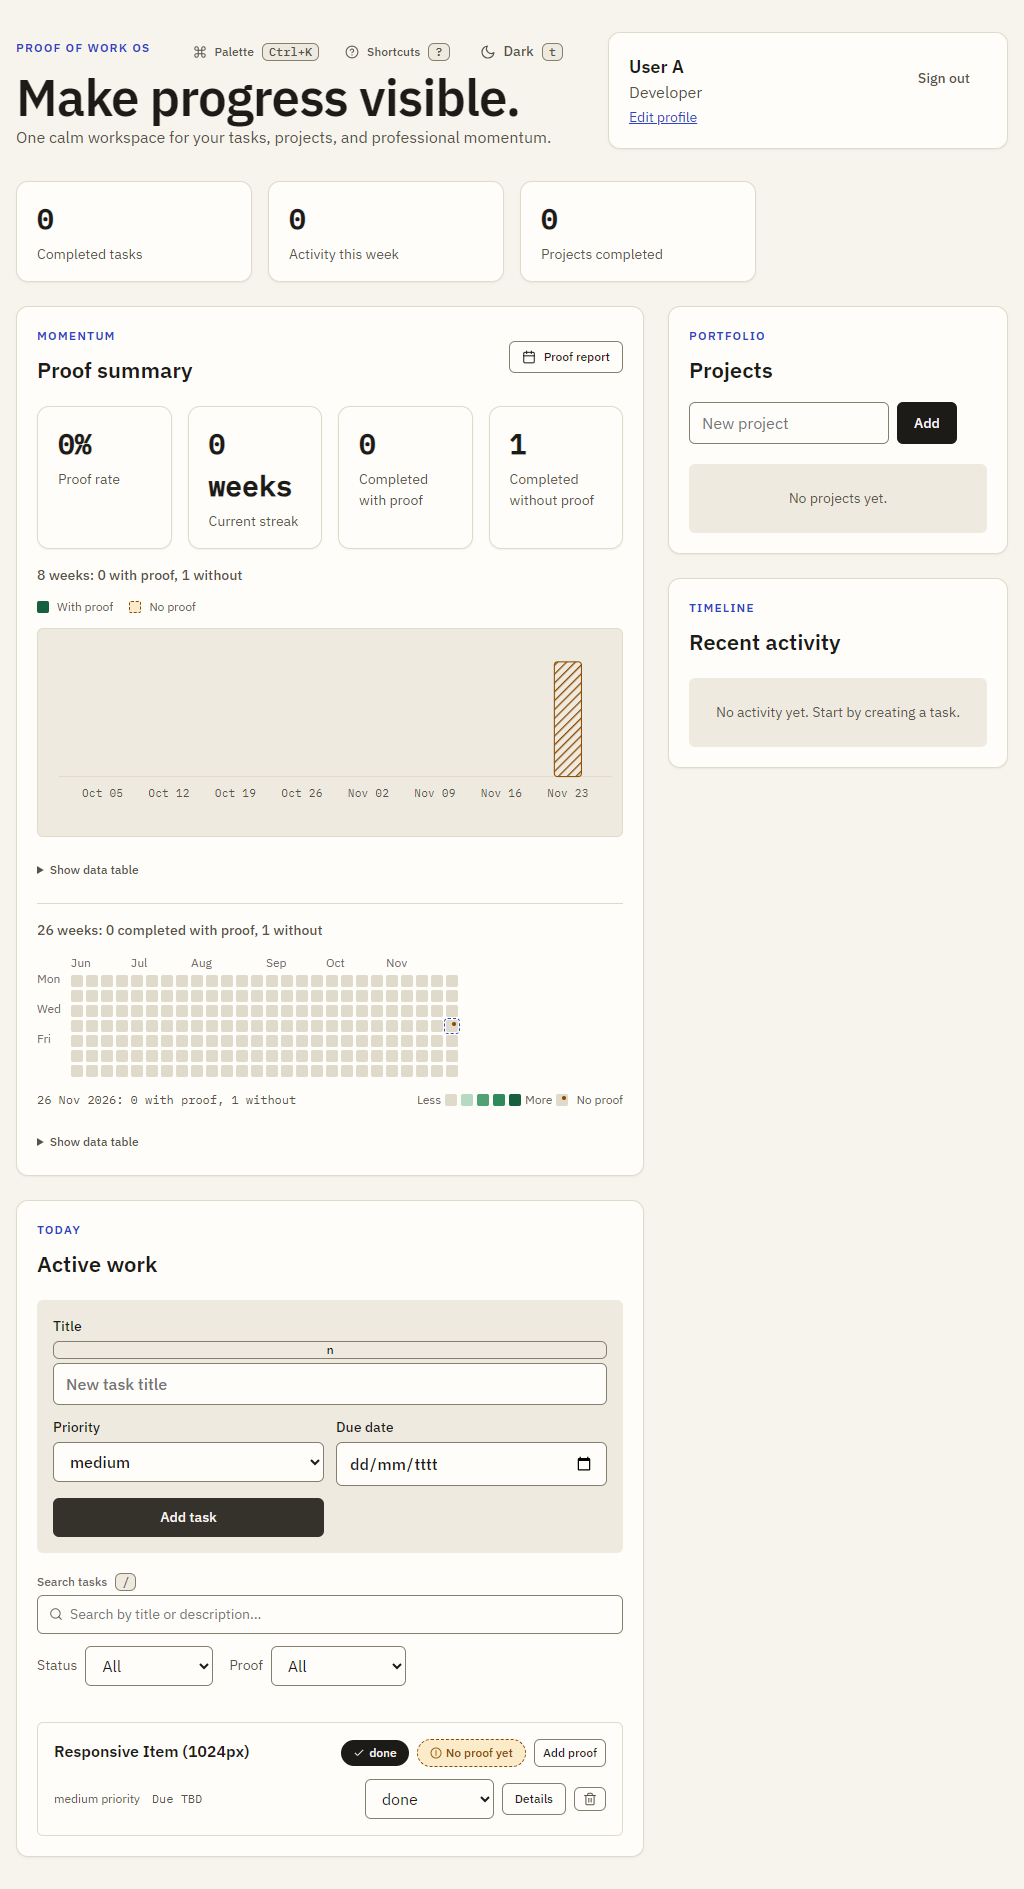 PROOF OF WORK OS
Palette Ctrl+K
Shortcuts ?
Dark t
Make progress visible.
One calm workspace for your tasks, projects, and professional momentum.
User A
Developer
Edit profile
Sign out
0
Completed tasks
0
Activity this week
0
Projects completed
MOMENTUM
Proof summary
Proof report
0%
Proof rate
0
weeks
Current streak
0
Completed
with proof
1
Completed
without proof
8 weeks: 0 with proof, 1 without
With proof No proof
Oct 05 Oct 12 Oct 19 Oct 26 Nov 02 Nov 09 Nov 16 Nov 23
Show data table
26 weeks: 0 completed with proof, 1 without
Jun Jul Aug Sep Oct Nov
Mon
Wed
Fri
26 Nov 2026: 0 with proof, 1 without
Less More No proof
Show data table
PORTFOLIO
Projects
New project Add
No projects yet.
TIMELINE
Recent activity
No activity yet. Start by creating a task.
TODAY
Active work
Title
n
New task title
Priority Due date
medium dd/mm/tttt
Add task
Search tasks /
Search by title or description...
Status All Proof All
Responsive Item (1024px) done No proof yet Add proof
medium priority Due TBD done Details